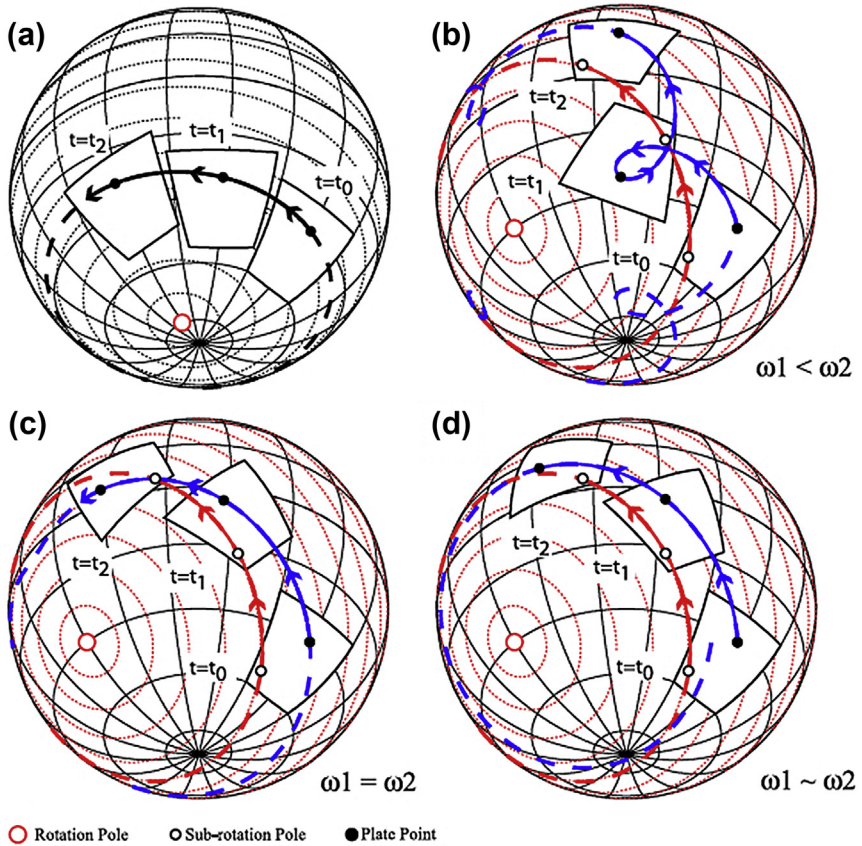 (a)
t=t2
t=t1
t=t0
(b)
t=t2
t=t1
t=t0
ω1 < ω2
(c)
t=t2
t=t1
t=t0
ω1 = ω2
(d)
t=t2
t=t1
t=t0
ω1 ~ ω2
Rotation Pole
Sub-rotation Pole
Plate Point